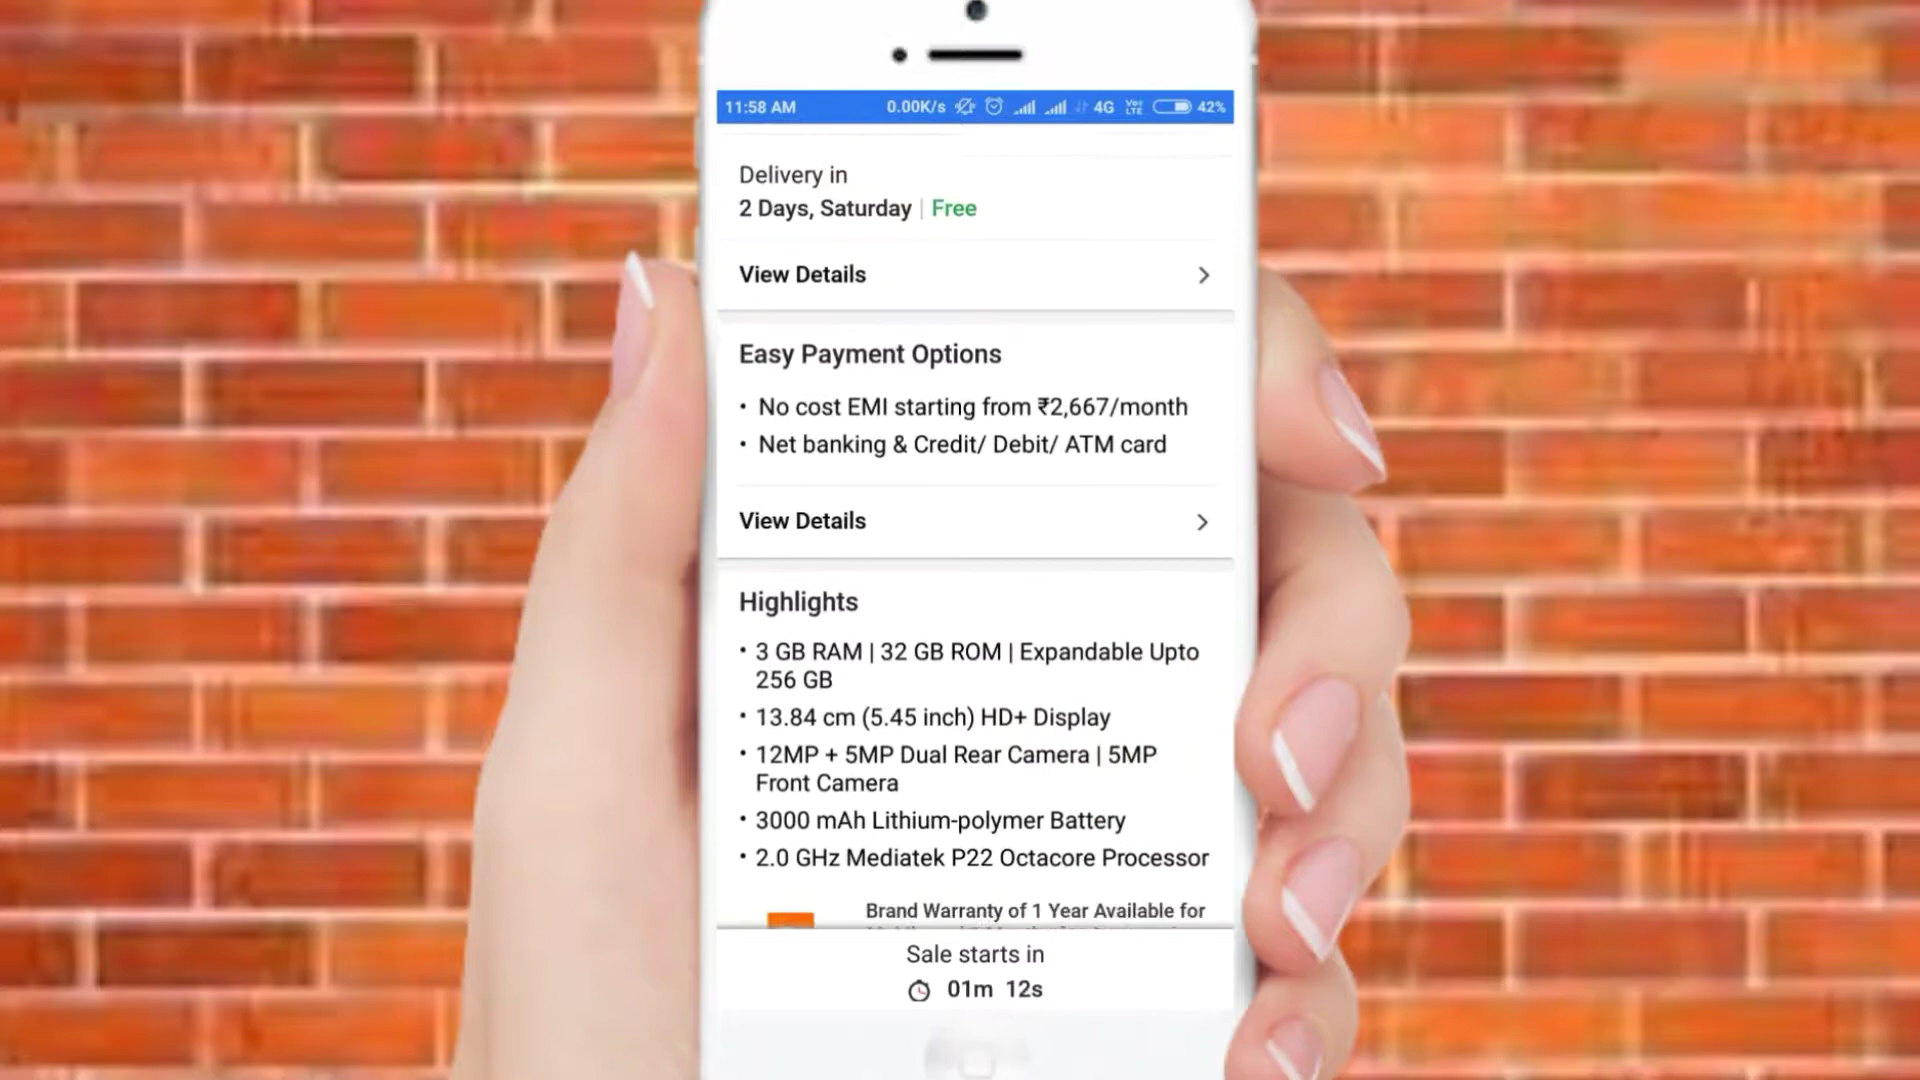 11:58 AM 0.00K/s 4G Vo) LTE 42%
Delivery in
2 Days, Saturday | Free
View Details
Easy Payment Options
• No cost EMI starting from ₹2,667/month
• Net banking & Credit/ Debit/ ATM card
View Details
Highlights
• 3 GB RAM | 32 GB ROM | Expandable Upto
256 GB
• 13.84 cm (5.45 inch) HD+ Display
• 12MP + 5MP Dual Rear Camera | 5MP
Front Camera
• 3000 mAh Lithium-polymer Battery
• 2.0 GHz Mediatek P22 Octacore Processor
Brand Warranty of 1 Year Available for
Sale starts in
01m 12s